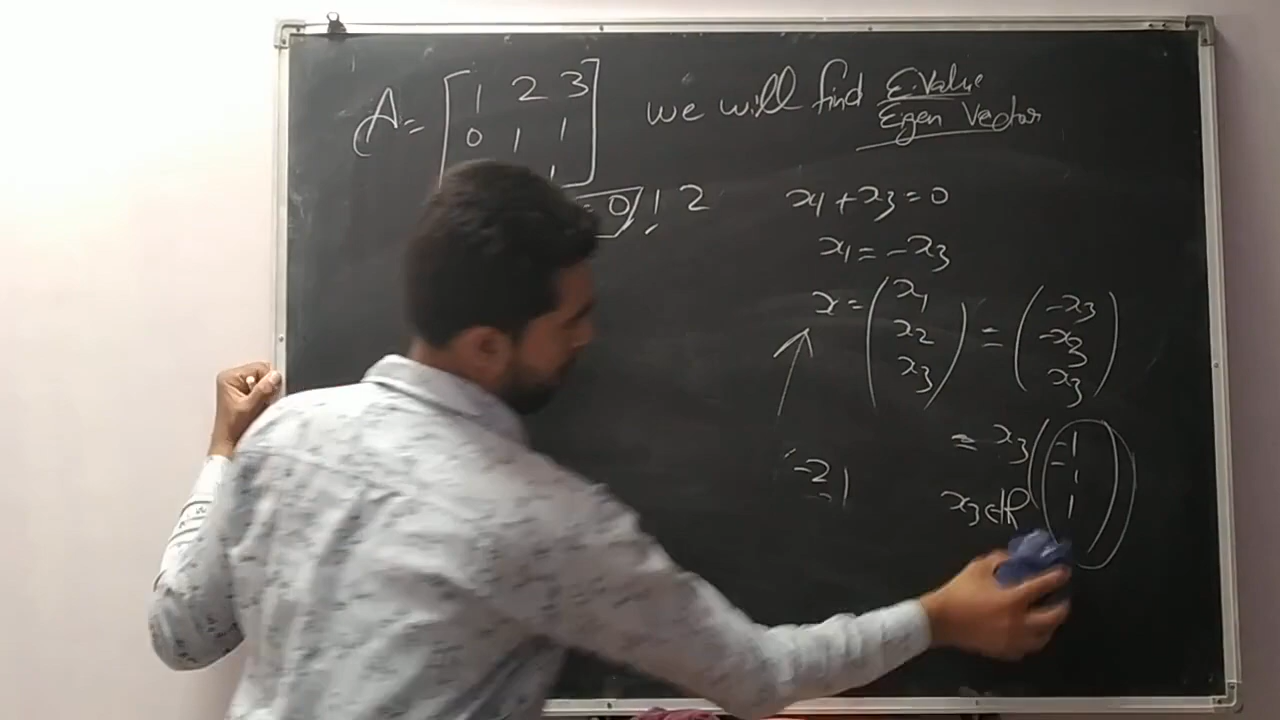 A = [ 1 2 3
0 1 1
1 ]
we will find E.Value
Eigen Vector
= 0, 1 2
x1 + x3 = 0
x1 = -x3
x = ( x1 x2 x3 ) = ( -x3 -x3 x3 )
= x3 ( -1 -1 1 )
-2 1
x3 ∈ R